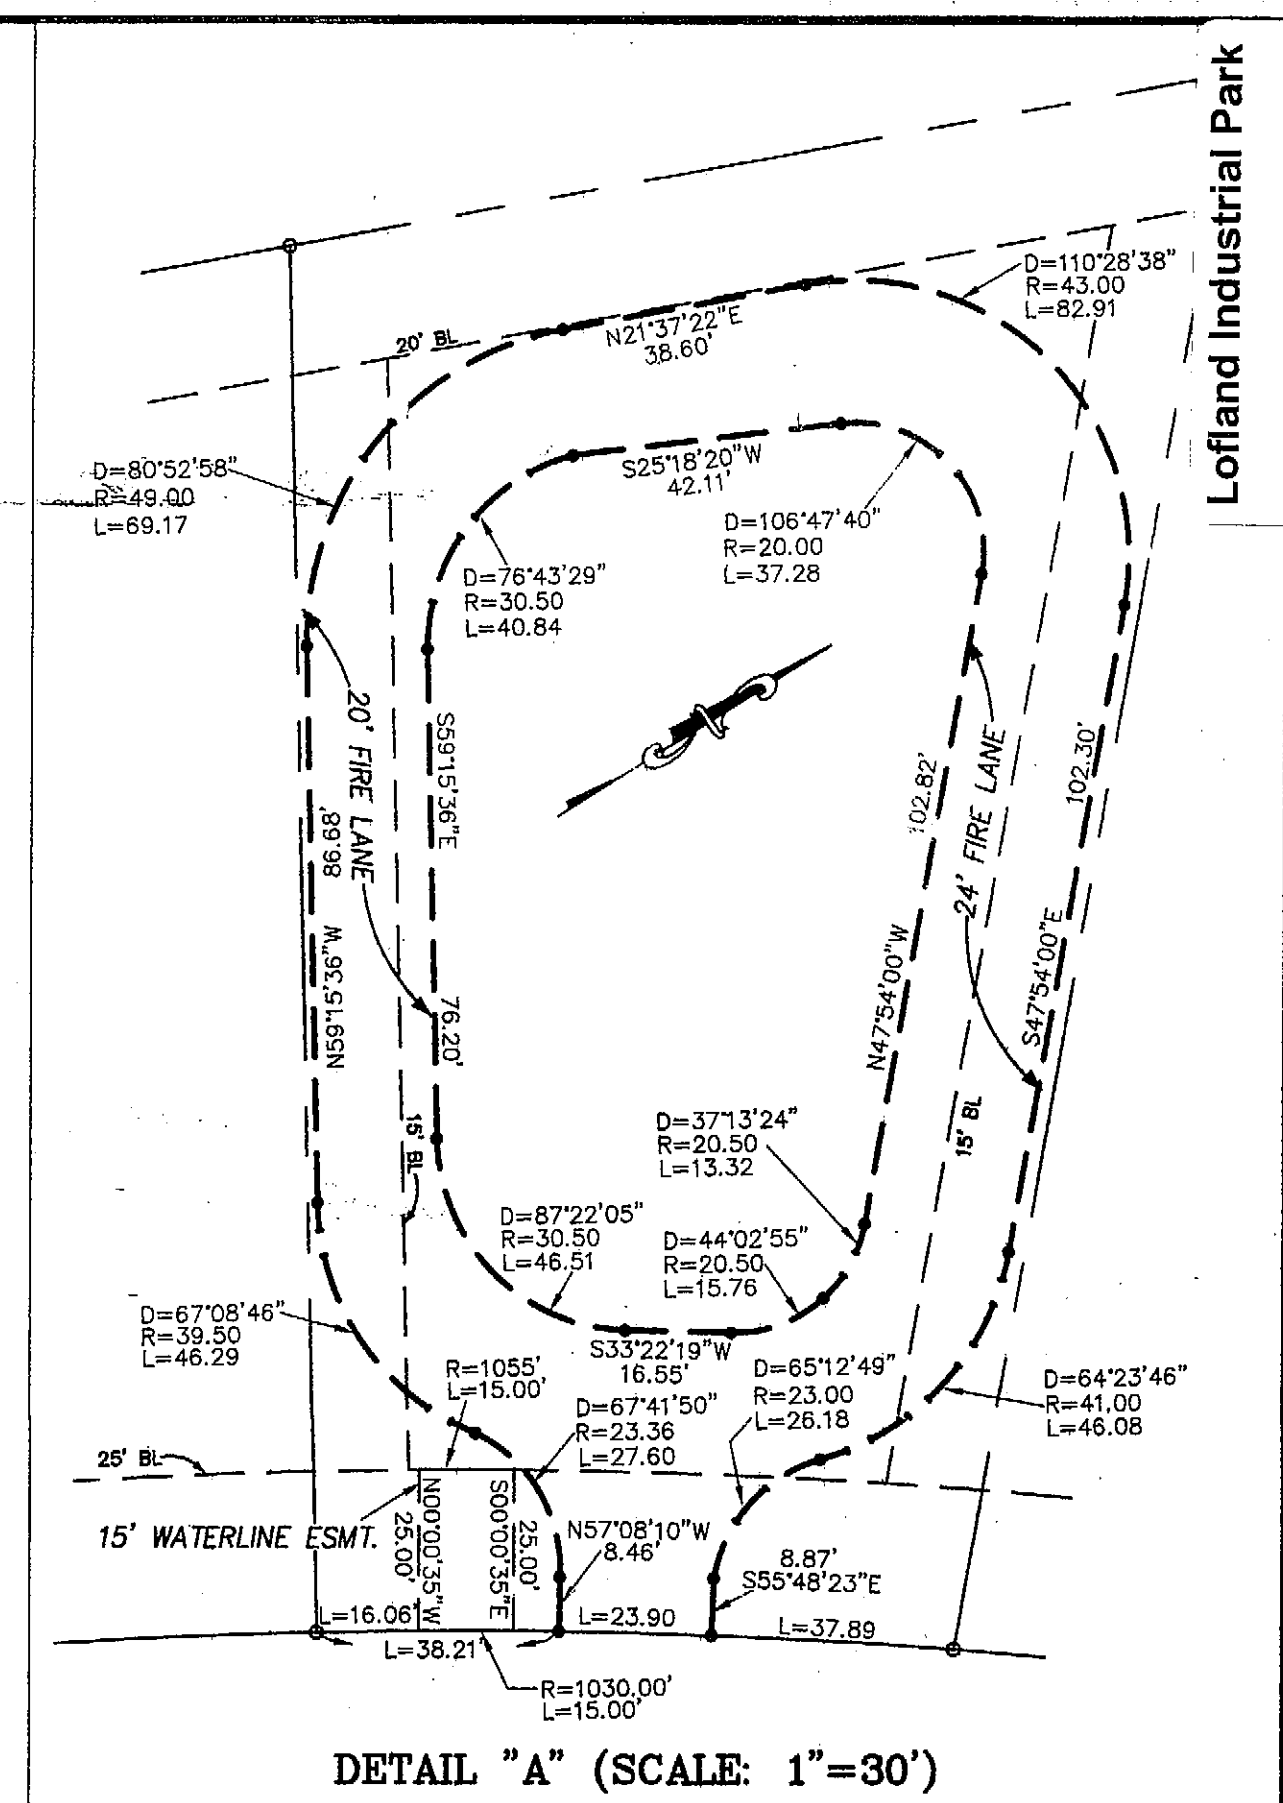 Lofland Industrial Park
D=110°28'38"
R=43.00
L=82.91
20' BL
N21°37'22"E
38.60'
D=80°52'58"
R=49.00
L=69.17
S25°18'20"W
42.11'
D=106°47'40"
R=20.00
L=37.28
D=76°43'29"
R=30.50
L=40.84
20' FIRE LANE
S59°15'36"E
76.20'
86.68'
N59°15'36"W
102.82'
N47°54'00"W
24' FIRE LANE
102.30'
S47°54'00"E
15' BL
15' BL
D=37°13'24"
R=20.50
L=13.32
D=87°22'05"
R=30.50
L=46.51
D=44°02'55"
R=20.50
L=15.76
D=67°08'46"
R=39.50
L=46.29
S33°22'19"W
16.55'
R=1055'
L=15.00'
D=67°41'50"
R=23.36
L=27.60
D=65°12'49"
R=23.00
L=26.18
D=64°23'46"
R=41.00
L=46.08
25' BL
15' WATERLINE ESMT.
N00°00'35"W
25.00'
S00°00'35"E
25.00'
N57°08'10"W
8.46'
8.87'
S55°48'23"E
L=16.06'
L=23.90
L=37.89
L=38.21'
R=1030.00'
L=15.00'
DETAIL "A" (SCALE: 1"=30')